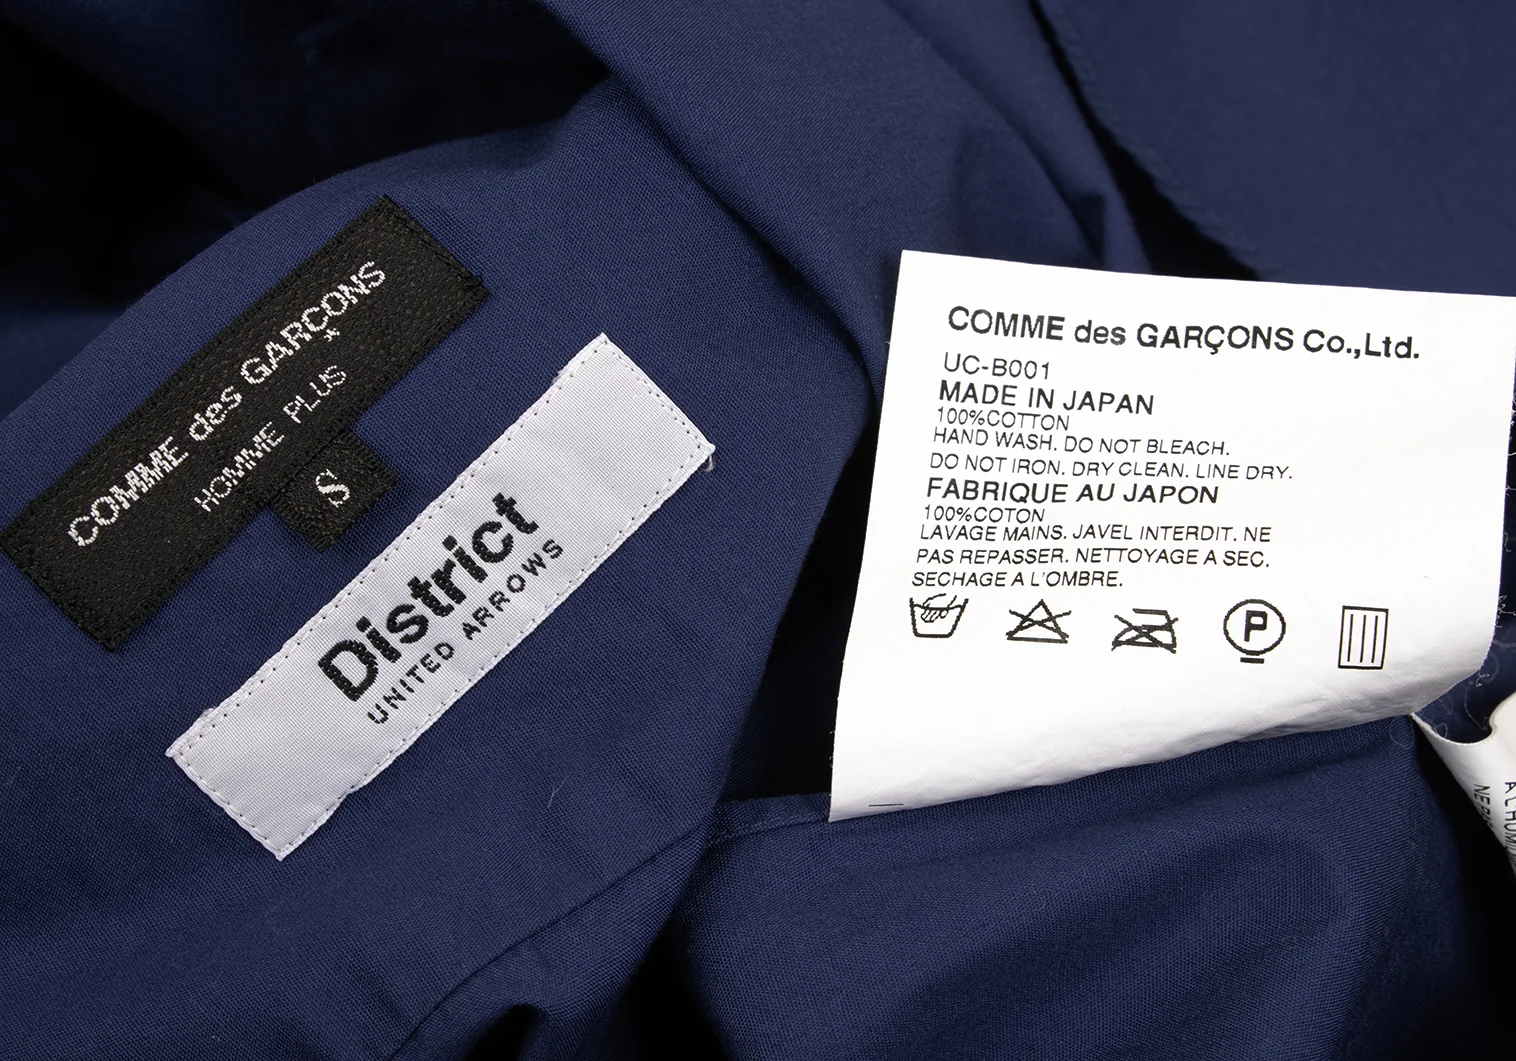 COMME des GARÇONS
HOMME PLUS
S
District
UNITED ARROWS
COMME des GARÇONS Co.,Ltd.
UC-B001
MADE IN JAPAN
100%COTTON
HAND WASH. DO NOT BLEACH.
DO NOT IRON. DRY CLEAN. LINE DRY.
FABRIQUE AU JAPON
100%COTON
LAVAGE MAINS. JAVEL INTERDIT. NE
PAS REPASSER. NETTOYAGE A SEC.
SECHAGE A L'OMBRE.
P